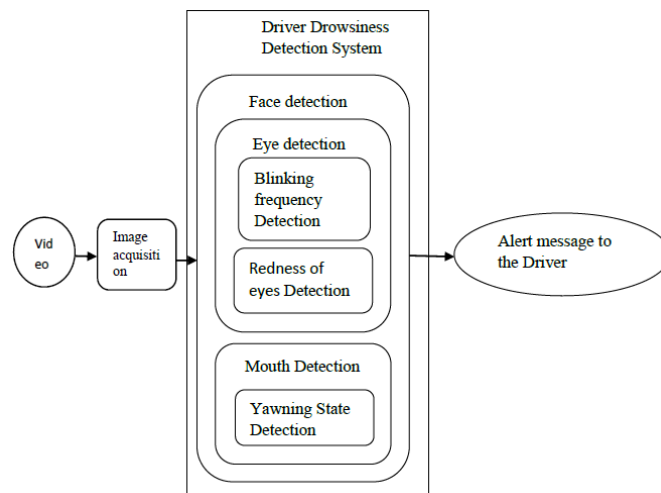 Driver Drowsiness
Detection System
Face detection
Eye detection
Blinking
frequency
Detection
Vid
eo
Image
acquisiti
on
Redness of
eyes Detection
Alert message to
the Driver
Mouth Detection
Yawning State
Detection